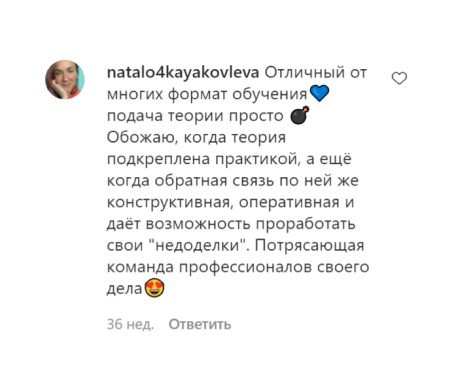 natalo4kayakovleva Отличный от
многих формат обучения💙
подача теории просто 💣
Обожаю, когда теория
подкреплена практикой, а ещё
когда обратная связь по ней же
конструктивная, оперативная и
даёт возможность проработать
свои "недоделки". Потрясающая
команда профессионалов своего
дела😍
36 нед. Ответить